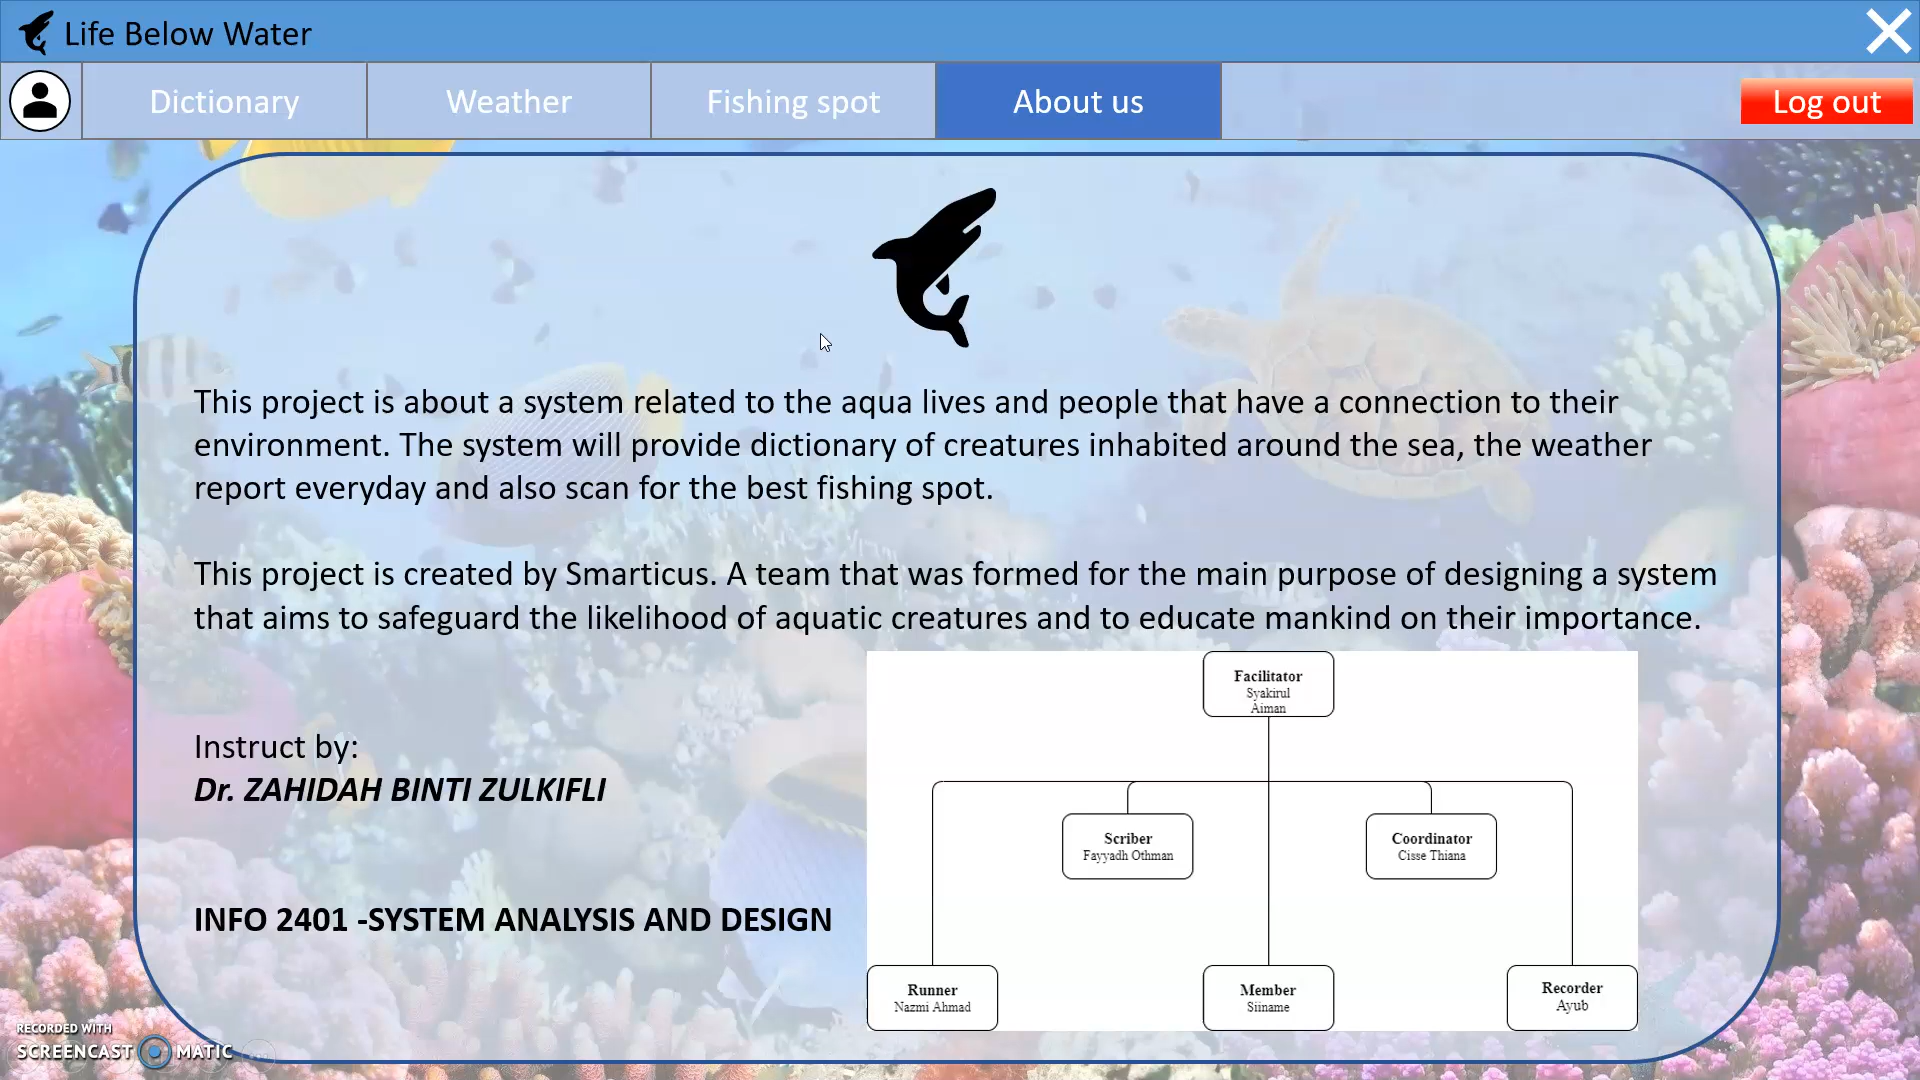 Life Below Water
Dictionary
Weather
Fishing spot
About us
Log out
This project is about a system related to the aqua lives and people that have a connection to their
environment. The system will provide dictionary of creatures inhabited around the sea, the weather
report everyday and also scan for the best fishing spot.
This project is created by Smarticus. A team that was formed for the main purpose of designing a system
that aims to safeguard the likelihood of aquatic creatures and to educate mankind on their importance.
Instruct by:
Dr. ZAHIDAH BINTI ZULKIFLI
INFO 2401 -SYSTEM ANALYSIS AND DESIGN
Facilitator
Syakirul
Aiman
Scriber
Fayyadh Othman
Coordinator
Cisse Thiana
Runner
Nazmi Ahmad
Member
Siiname
Recorder
Ayub
RECORDED WITH
SCREENCAST MATIC